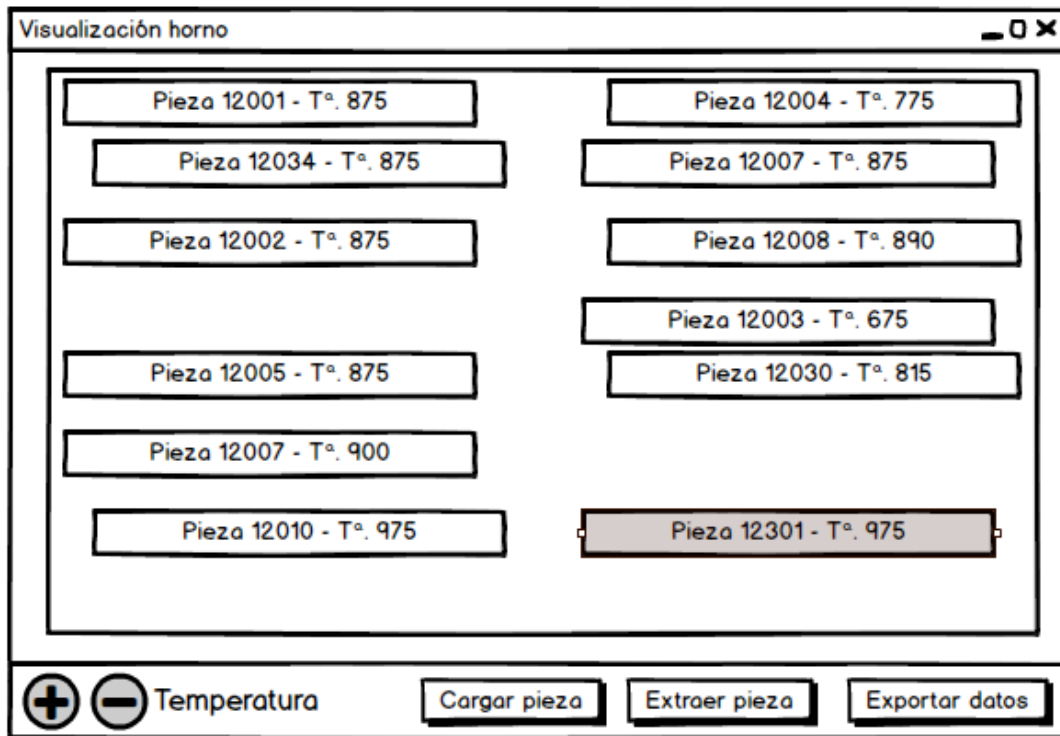 Visualización horno
Pieza 12001 - Tª. 875
Pieza 12004 - Tª. 775
Pieza 12034 - Tª. 875
Pieza 12007 - Tª. 875
Pieza 12002 - Tª. 875
Pieza 12008 - Tª. 890
Pieza 12003 - Tª. 675
Pieza 12005 - Tª. 875
Pieza 12030 - Tª. 815
Pieza 12007 - Tª. 900
Pieza 12010 - Tª. 975
Pieza 12301 - Tª. 975
Temperatura
Cargar pieza
Extraer pieza
Exportar datos